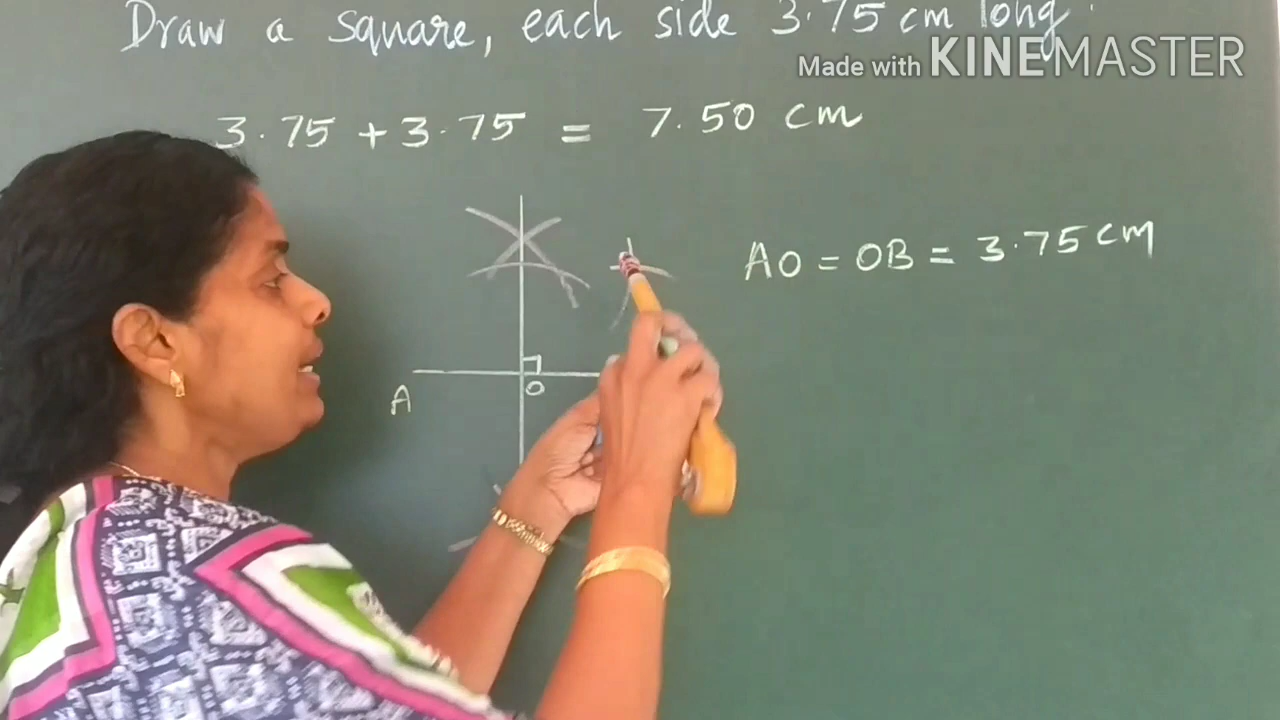 Draw a square, each side 3.75 cm long.
Made with KINEMASTER
3.75 + 3.75 = 7.50 cm
AO = OB = 3.75 cm
A
O